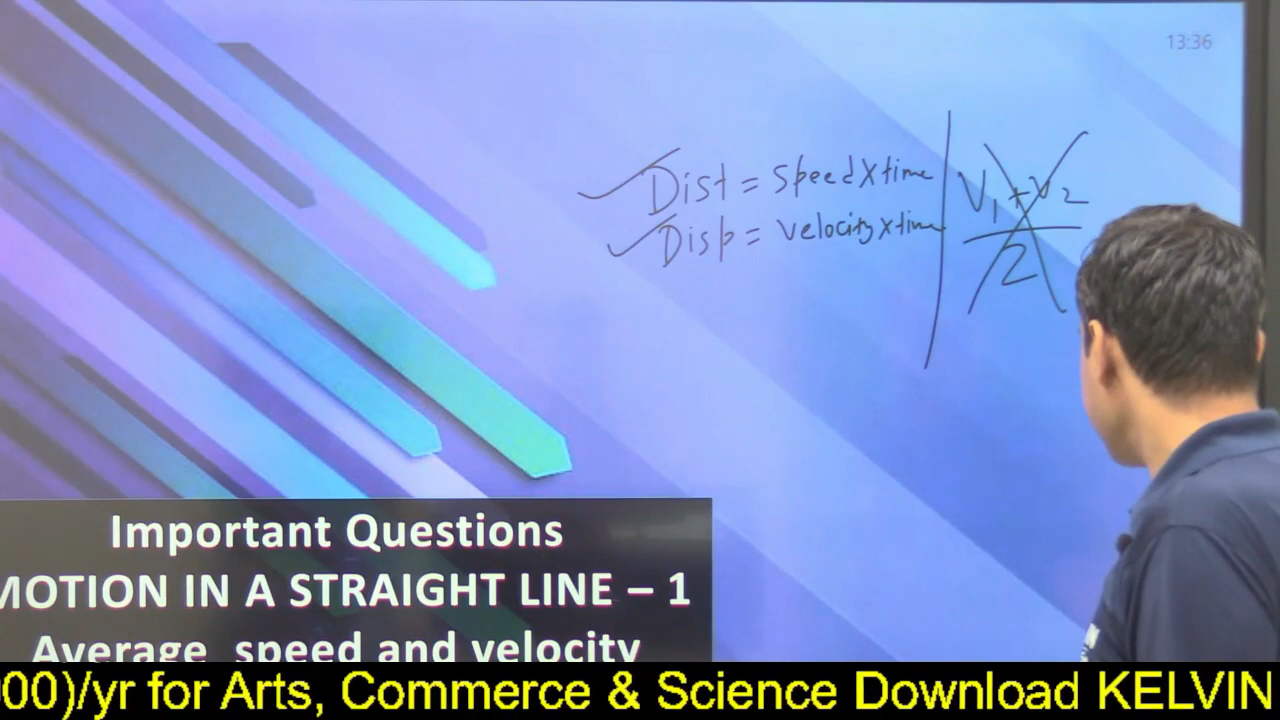 13:36
Dist = speed x time
Disp = velocity x time
V1 + V2
2
Important Questions
MOTION IN A STRAIGHT LINE – 1
Average speed and velocity
00)/yr for Arts, Commerce & Science Download KELVIN